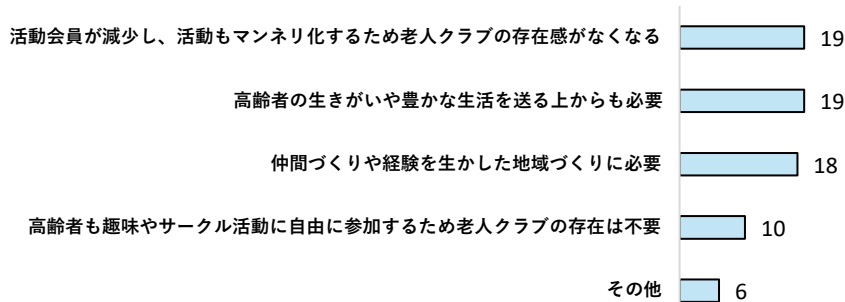 活動会員が減少し、活動もマンネリ化するため老人クラブの存在感がなくなる 19
高齢者の生きがいや豊かな生活を送る上からも必要 19
仲間づくりや経験を生かした地域づくりに必要 18
高齢者も趣味やサークル活動に自由に参加するため老人クラブの存在は不要 10
その他 6